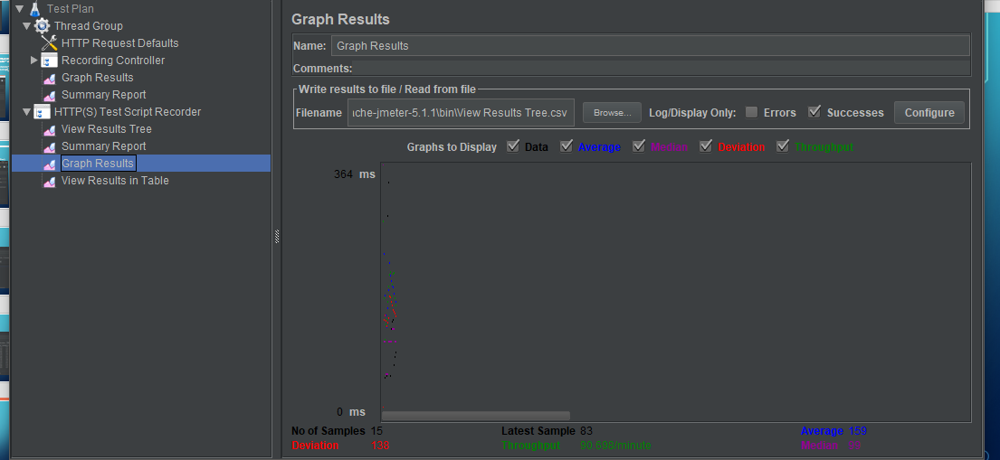 Test Plan
Thread Group
HTTP Request Defaults
Recording Controller
Graph Results
Summary Report
HTTP(S) Test Script Recorder
View Results Tree
Summary Report
Graph Results
View Results in Table
Graph Results
Name: Graph Results
Comments:
Write results to file / Read from file
Filename ıche-jmeter-5.1.1\bin\View Results Tree.csv Browse... Log/Display Only: Errors Successes Configure
Graphs to Display Data Average Median Deviation Throughput
364 ms
0 ms
No of Samples 15 Latest Sample 83 Average 159
Deviation 138 Throughput 90.698/minute Median